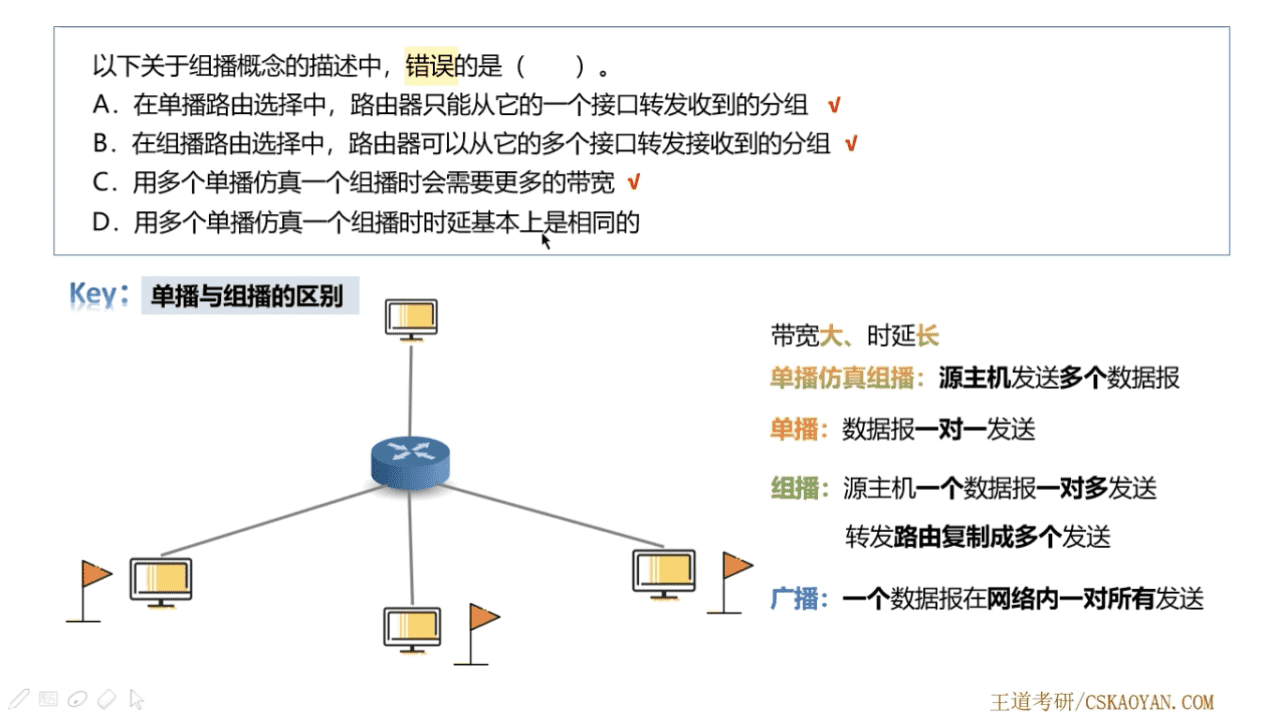 以下关于组播概念的描述中，错误的是（　　）。
A．在单播路由选择中，路由器只能从它的一个接口转发收到的分组 √
B．在组播路由选择中，路由器可以从它的多个接口转发接收到的分组 √
C．用多个单播仿真一个组播时会需要更多的带宽 √
D．用多个单播仿真一个组播时时延基本上是相同的
Key：单播与组播的区别
带宽大、时延长
单播仿真组播：源主机发送多个数据报
单播：数据报一对一发送
组播：源主机一个数据报一对多发送
转发路由复制成多个发送
广播：一个数据报在网络内一对所有发送
王道考研/CSKAOYAN.COM